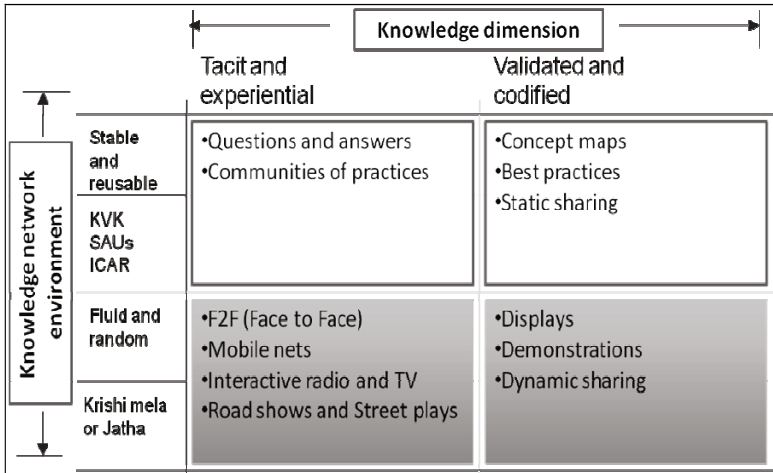 Knowledge dimension
Tacit and
experiential
Validated and
codified
Knowledge network
environment
Stable
and
reusable
KVK
SAUs
ICAR
•Questions and answers
•Communities of practices
•Concept maps
•Best practices
•Static sharing
Fluid and
random
Krishi mela
or Jatha
•F2F (Face to Face)
•Mobile nets
•Interactive radio and TV
•Road shows and Street plays
•Displays
•Demonstrations
•Dynamic sharing